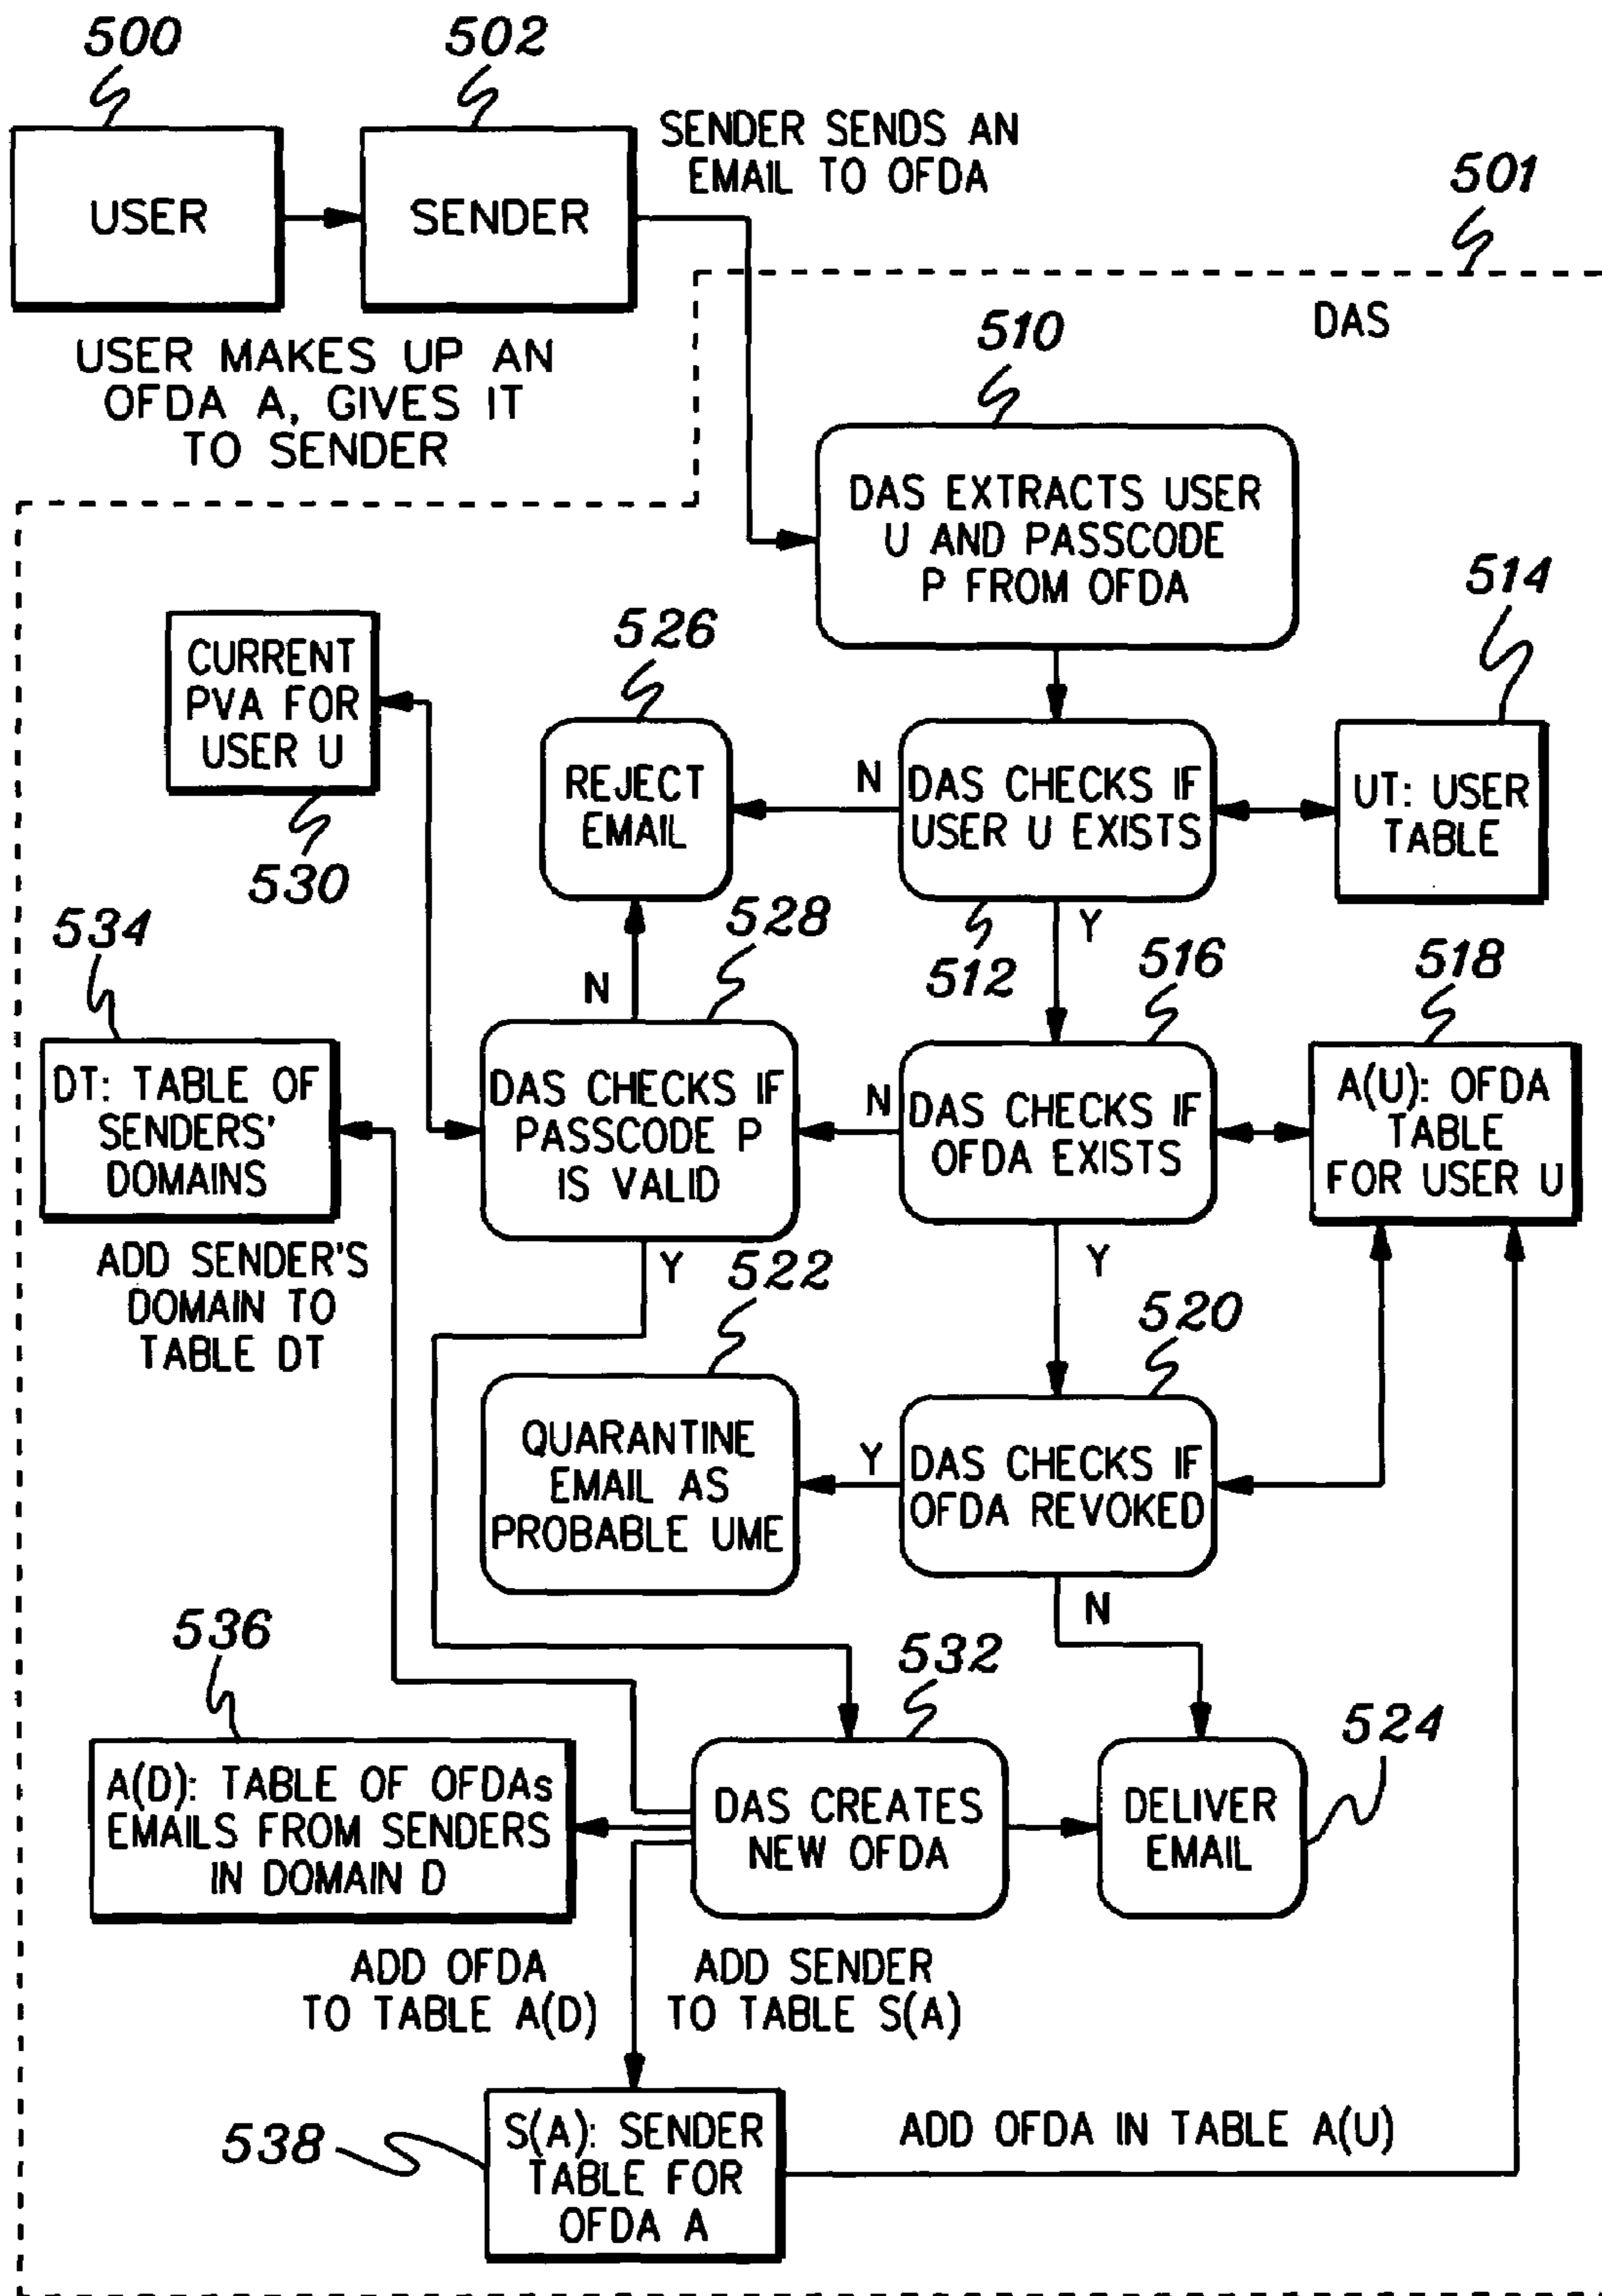 500
502
SENDER SENDS AN
EMAIL TO OFDA
501
USER
SENDER
DAS
USER MAKES UP AN
OFDA A, GIVES IT
TO SENDER
510
DAS EXTRACTS USER
U AND PASSCODE
P FROM OFDA
514
526
CURRENT
PVA FOR
USER U
530
REJECT
EMAIL
N
DAS CHECKS IF
USER U EXISTS
UT: USER
TABLE
534
528
N
512
Y
516
518
DT: TABLE OF
SENDERS'
DOMAINS
DAS CHECKS IF
PASSCODE P
IS VALID
N
DAS CHECKS IF
OFDA EXISTS
A(U): OFDA
TABLE
FOR USER U
ADD SENDER'S
DOMAIN TO
TABLE DT
Y
522
Y
520
QUARANTINE
EMAIL AS
PROBABLE UME
Y
DAS CHECKS IF
OFDA REVOKED
N
536
532
524
A(D): TABLE OF OFDAs
EMAILS FROM SENDERS
IN DOMAIN D
DAS CREATES
NEW OFDA
DELIVER
EMAIL
ADD OFDA
TO TABLE A(D)
ADD SENDER
TO TABLE S(A)
538
S(A): SENDER
TABLE FOR
OFDA A
ADD OFDA IN TABLE A(U)